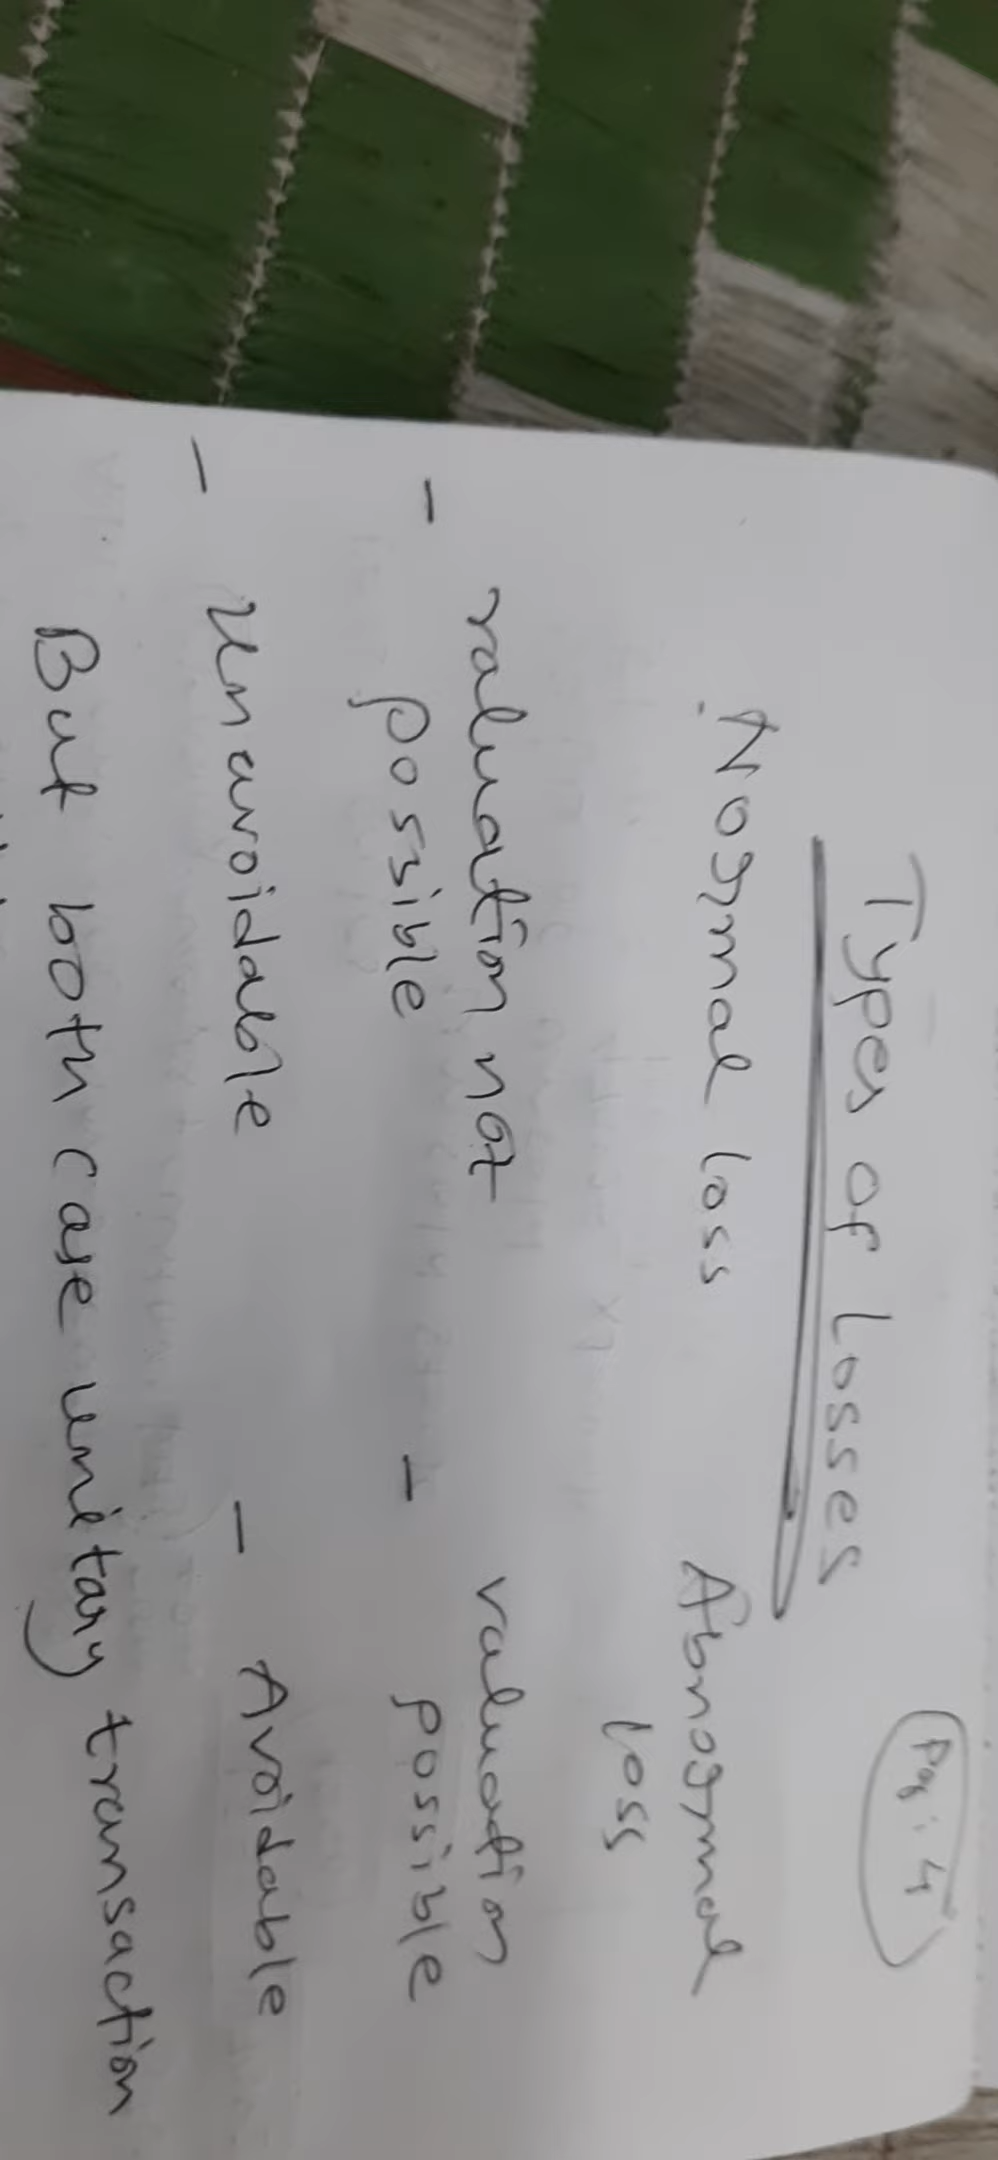 Pag: 4
Types of Losses
Normal loss
Abnormal
loss
- valuation not
possible
- valuation
possible
- Unavoidable
- Avoidable
But both case unitary transaction